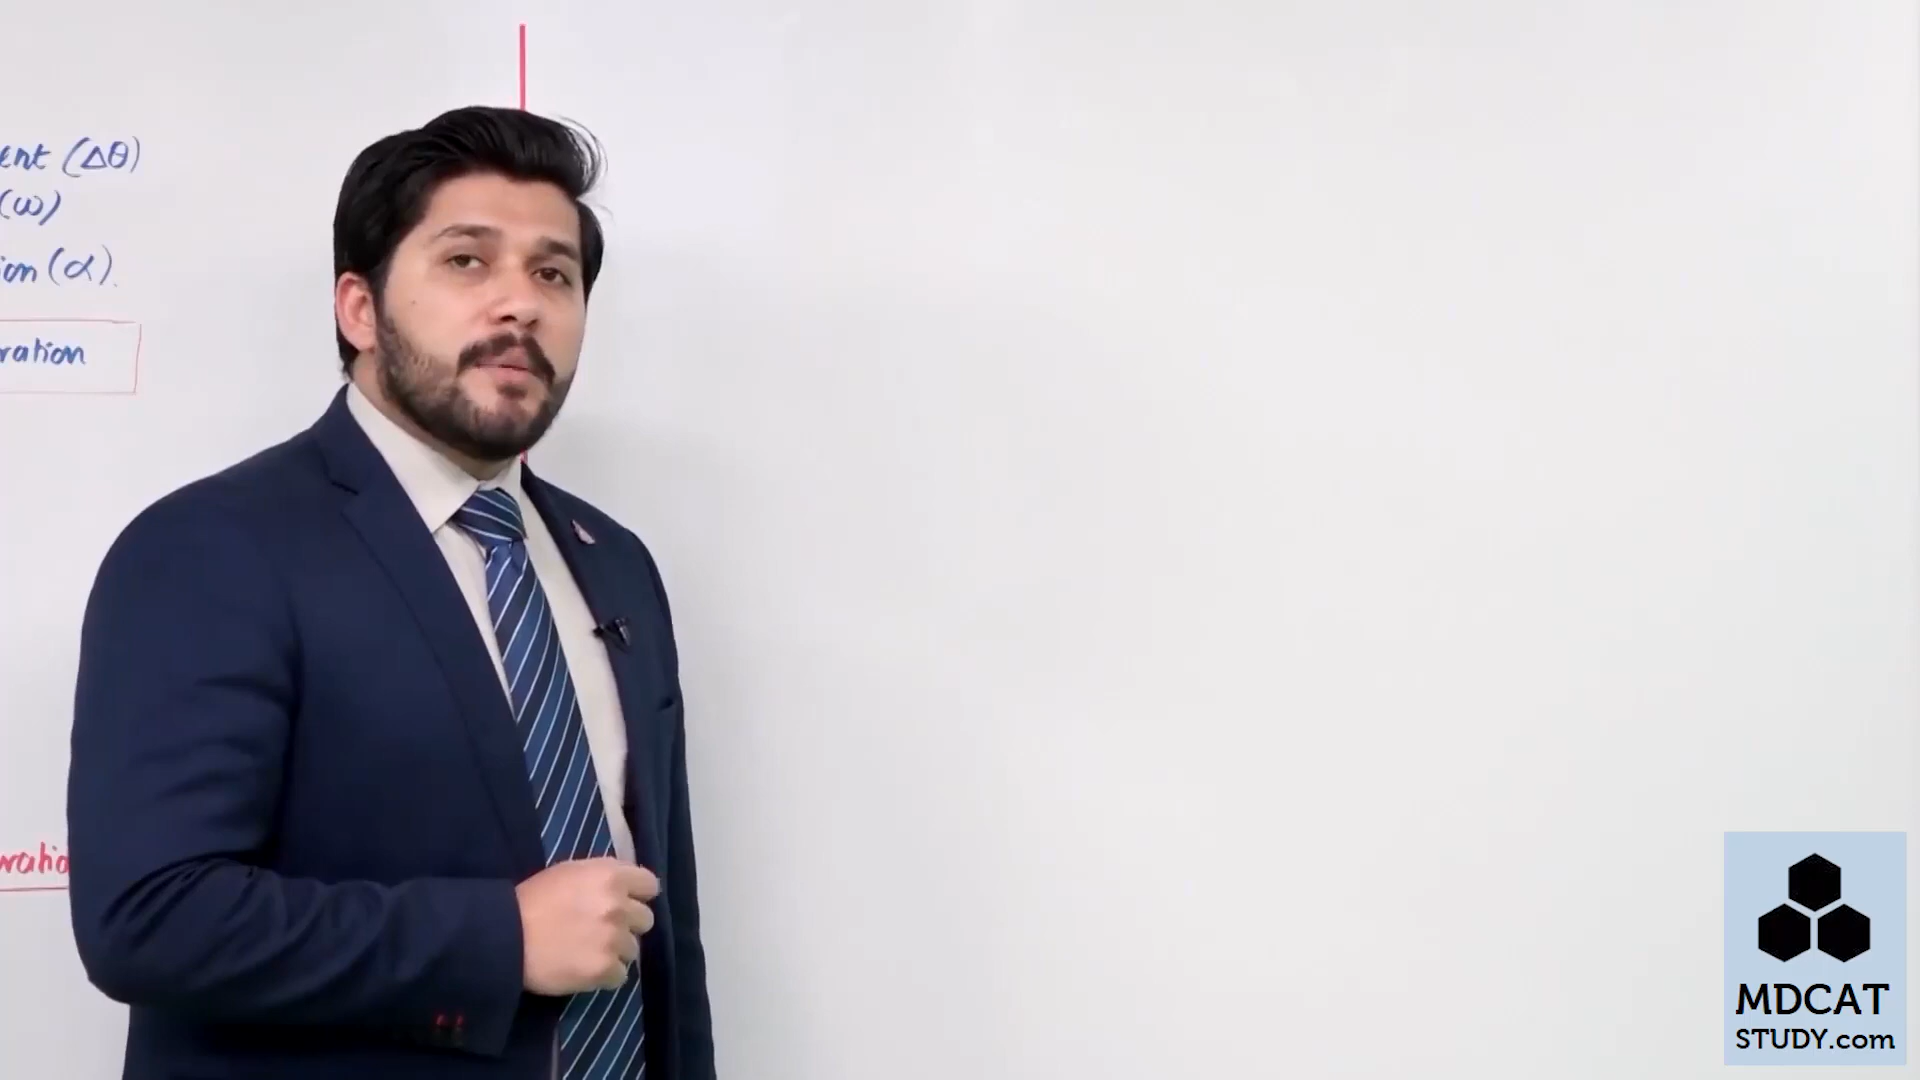 ent (Δθ)
(ω)
ion (α).
ration
ratio
MDCAT
STUDY.com